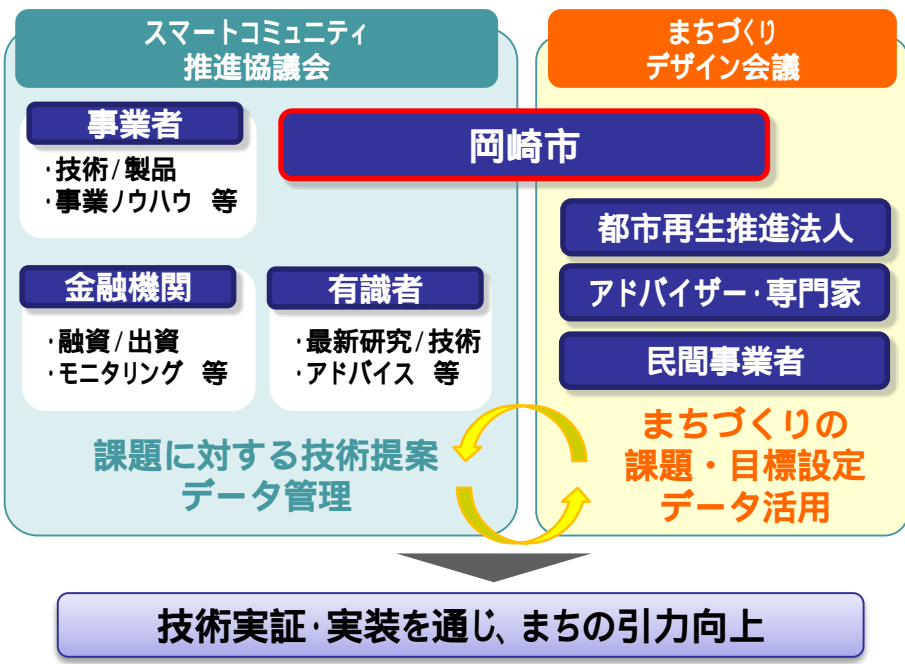 スマートコミュニティ
推進協議会
事業者
・技術/製品
・事業ノウハウ 等
金融機関
・融資/出資
・モニタリング 等
有識者
・最新研究/技術
・アドバイス 等
課題に対する技術提案
データ管理
岡崎市
まちづくり
デザイン会議
都市再生推進法人
アドバイザー・専門家
民間事業者
まちづくりの
課題・目標設定
データ活用
技術実証・実装を通じ、まちの引力向上